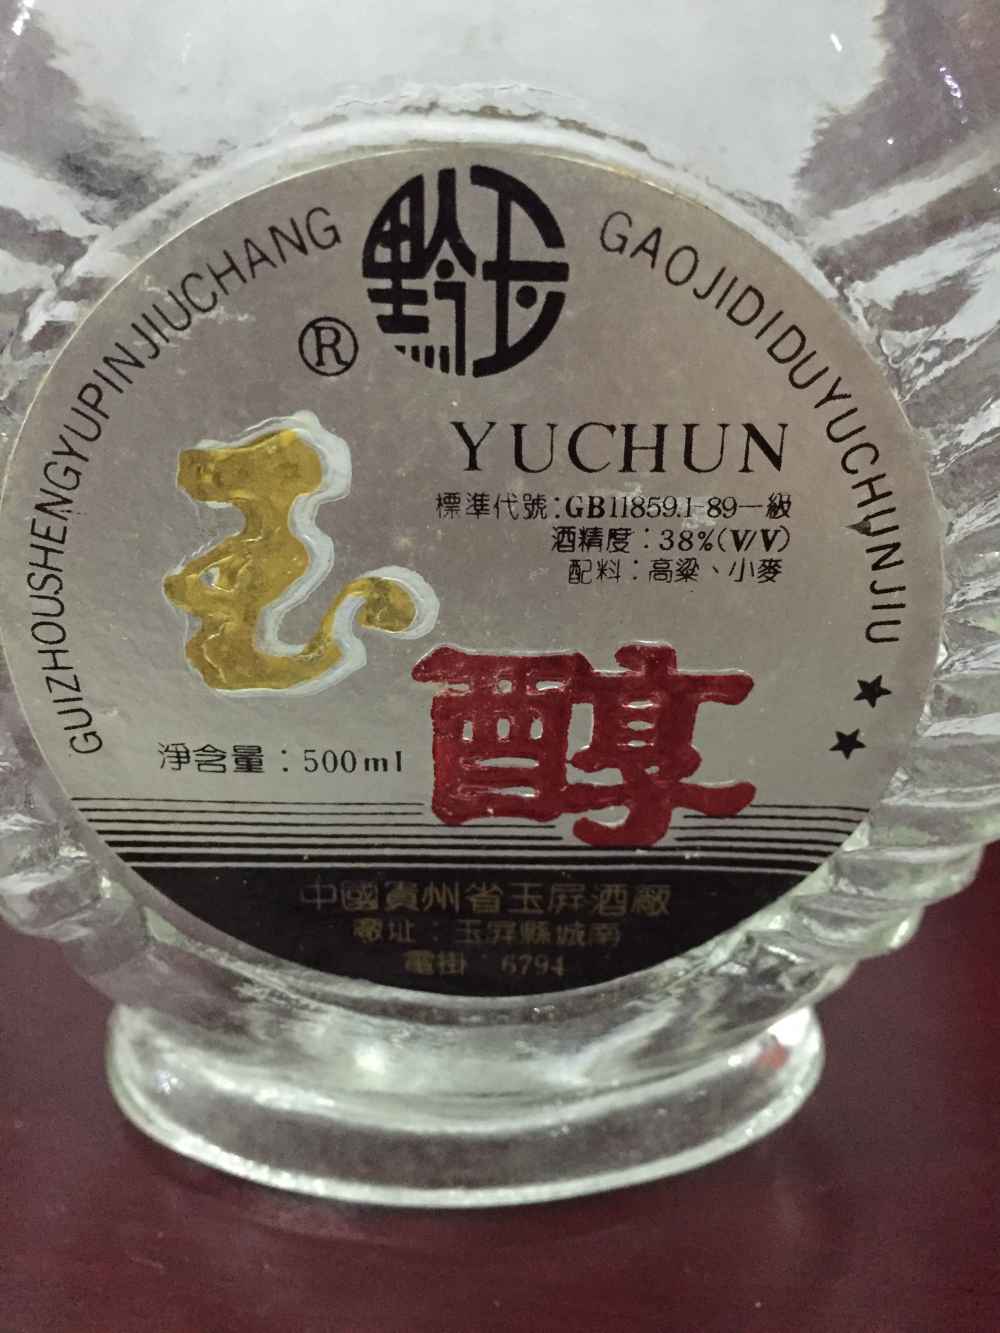 GUIZHOUSHENGYUPINJIUCHANG
黔玉
GAOJIDIDUYUCHUNJIU
®
YUCHUN
標準代號:GB11859.1-89一級
酒精度:38%(V/V)
配料:高粱、小麥
玉醇
淨含量:500ml
中國貴州省玉屏酒廠
廠址:玉屏縣城南
電掛:6794